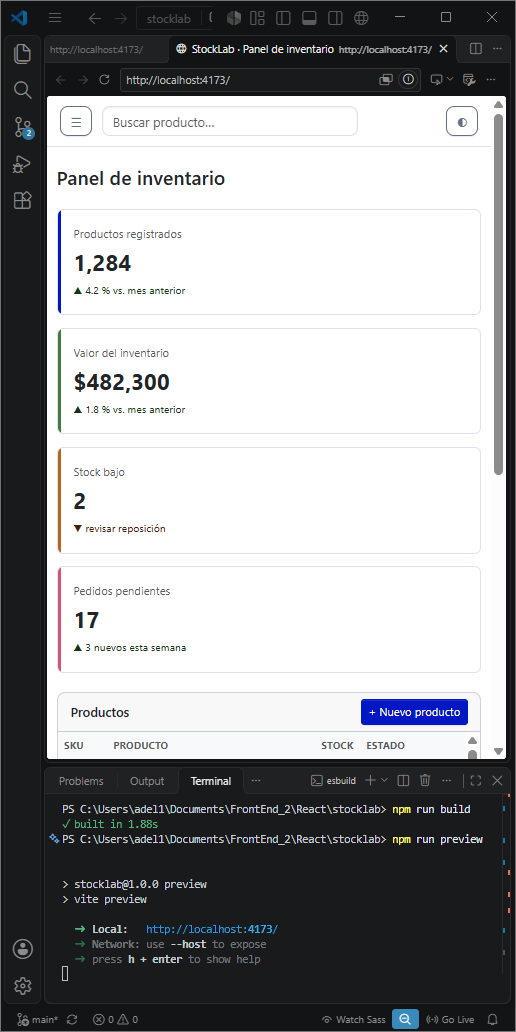 stocklab
http://localhost:4173/
StockLab · Panel de inventario http://localhost:4173/
http://localhost:4173/
Buscar producto...
Panel de inventario
Productos registrados
1,284
▲ 4.2 % vs. mes anterior
Valor del inventario
$482,300
▲ 1.8 % vs. mes anterior
Stock bajo
2
▼ revisar reposición
Pedidos pendientes
17
▲ 3 nuevos esta semana
Productos
+ Nuevo producto
SKU PRODUCTO STOCK ESTADO
Problems Output Terminal ··· esbuild
PS C:\Users\adel1\Documents\FrontEnd_2\React\stocklab> npm run build
✓ built in 1.88s
PS C:\Users\adel1\Documents\FrontEnd_2\React\stocklab> npm run preview
> stocklab@1.0.0 preview
> vite preview
➜ Local: http://localhost:4173/
➜ Network: use --host to expose
➜ press h + enter to show help
2
main* 0 0 Watch Sass Go Live